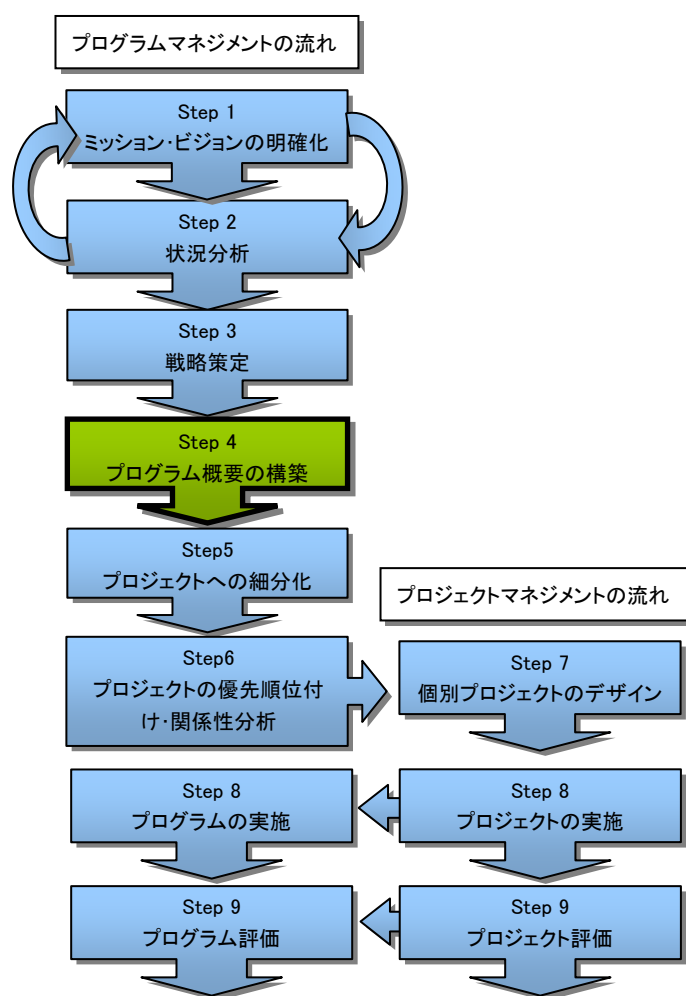 プログラムマネジメントの流れ
Step 1
ミッション・ビジョンの明確化
Step 2
状況分析
Step 3
戦略策定
Step 4
プログラム概要の構築
Step5
プロジェクトへの細分化
プロジェクトマネジメントの流れ
Step6
プロジェクトの優先順位付
け・関係性分析
Step 7
個別プロジェクトのデザイン
Step 8
プログラムの実施
Step 8
プロジェクトの実施
Step 9
プログラム評価
Step 9
プロジェクト評価